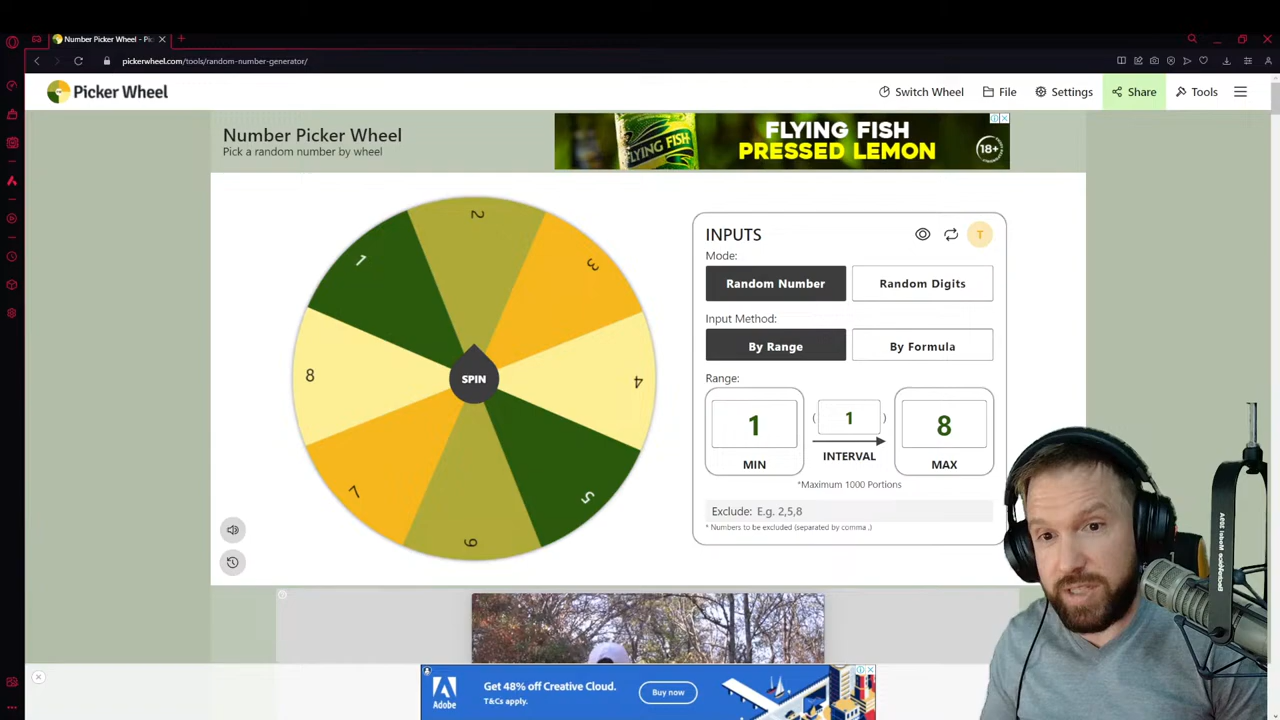 Number Picker Wheel - Pic
pickerwheel.com/tools/random-number-generator/
Picker Wheel
Switch Wheel
File
Settings
Share
Tools
Number Picker Wheel
Pick a random number by wheel
FLYING FISH
PRESSED LEMON
18+
FLYING FISH
1
2
3
4
5
6
7
8
SPIN
INPUTS
T
Mode:
Random Number
Random Digits
Input Method:
By Range
By Formula
Range:
1
MIN
( 1 )
INTERVAL
8
MAX
*Maximum 1000 Portions
Exclude: E.g. 2,5,8
* Numbers to be excluded (separated by comma ,)
Adobe
Get 48% off Creative Cloud.
T&Cs apply.
Buy now